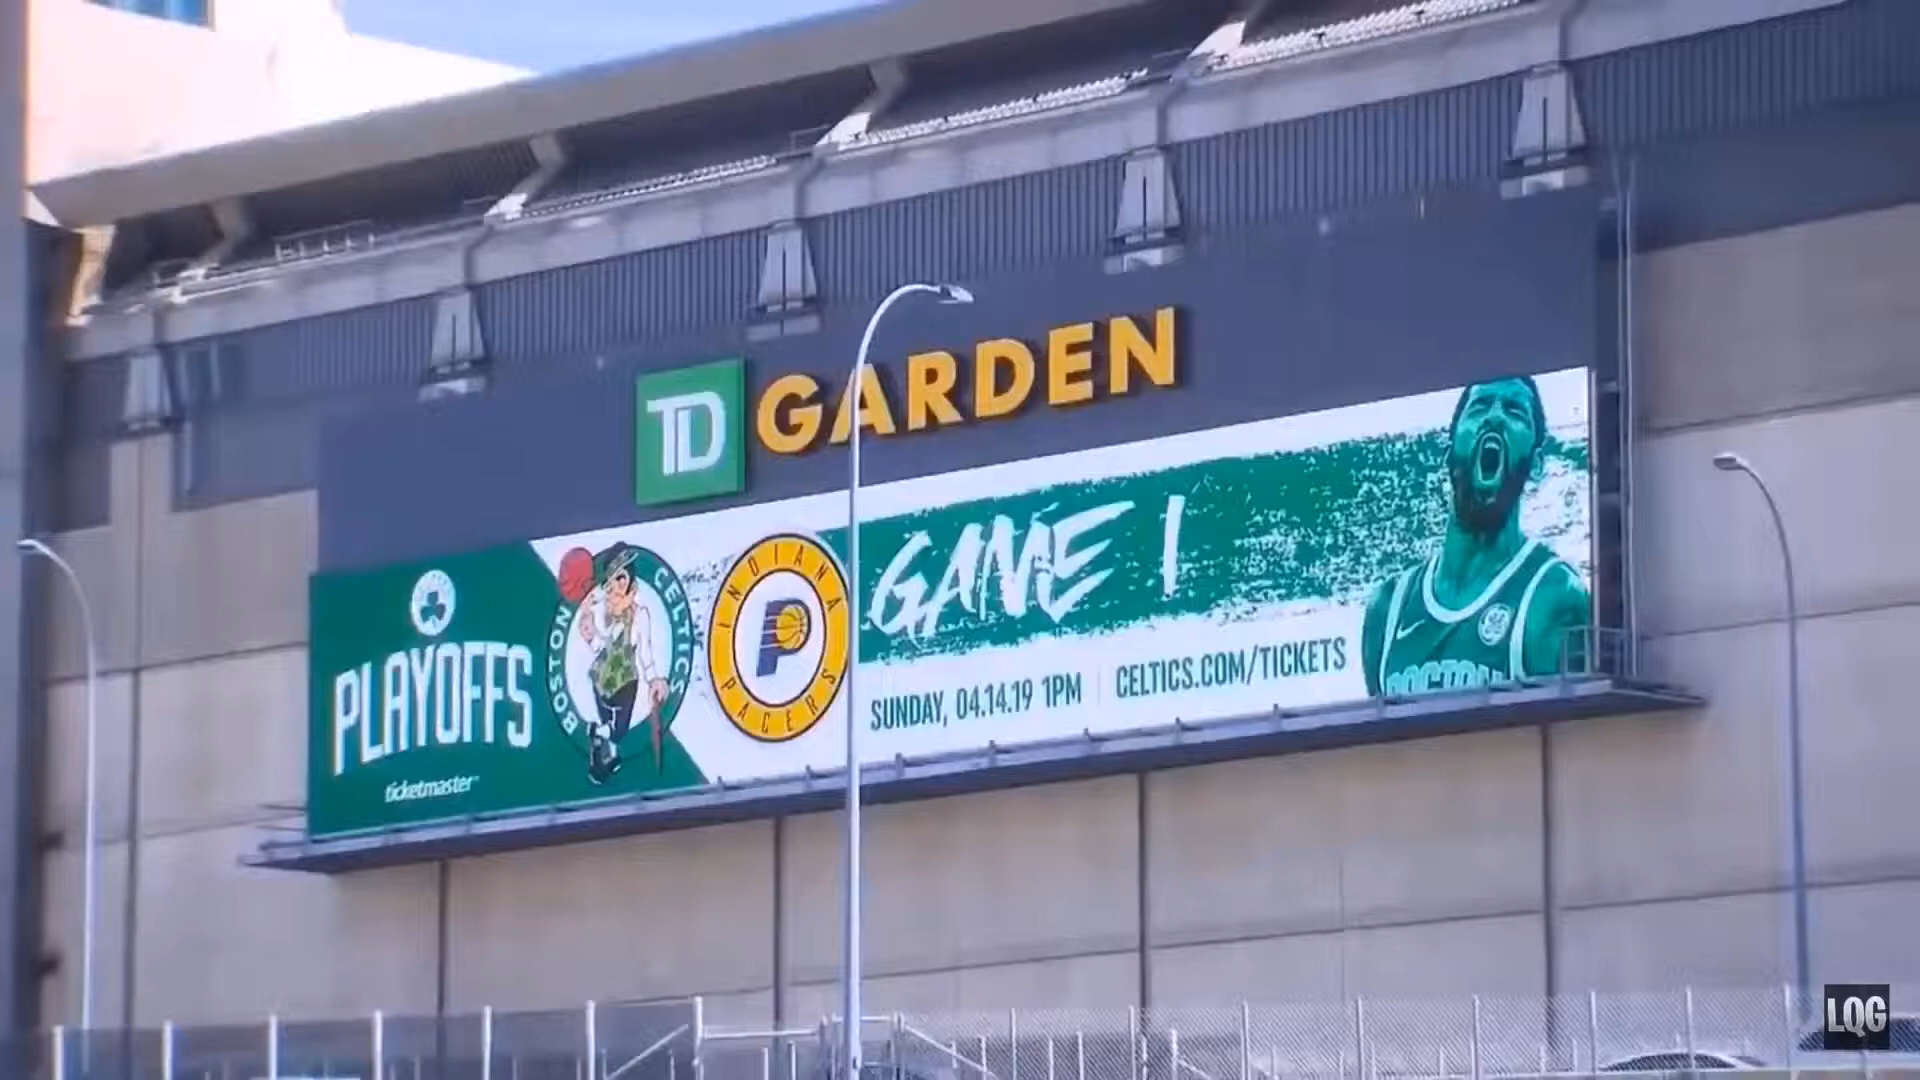 TD GARDEN
PLAYOFFS
ticketmaster
BOSTON CELTICS
INDIANA PACERS
GAME 1
SUNDAY, 04.14.19 1PM | CELTICS.COM/TICKETS
BOSTON
LQG